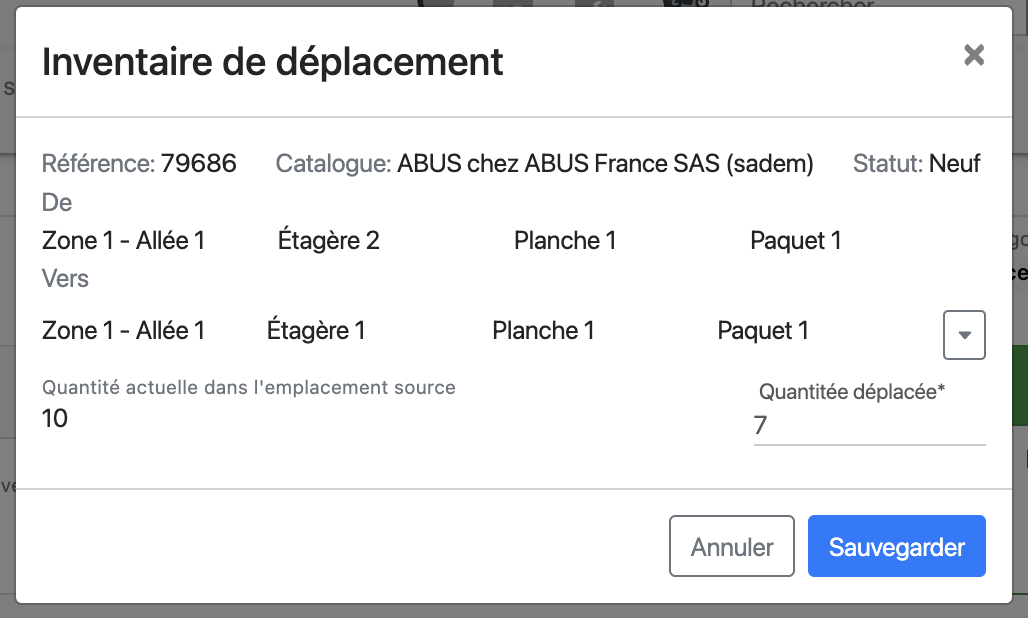 Rechercher
Inventaire de déplacement
×
Référence: 79686 Catalogue: ABUS chez ABUS France SAS (sadem) Statut: Neuf
De
Zone 1 - Allée 1 Étagère 2 Planche 1 Paquet 1
Vers
Zone 1 - Allée 1 Étagère 1 Planche 1 Paquet 1
Quantité actuelle dans l'emplacement source
10
Quantitée déplacée*
7
Annuler Sauvegarder